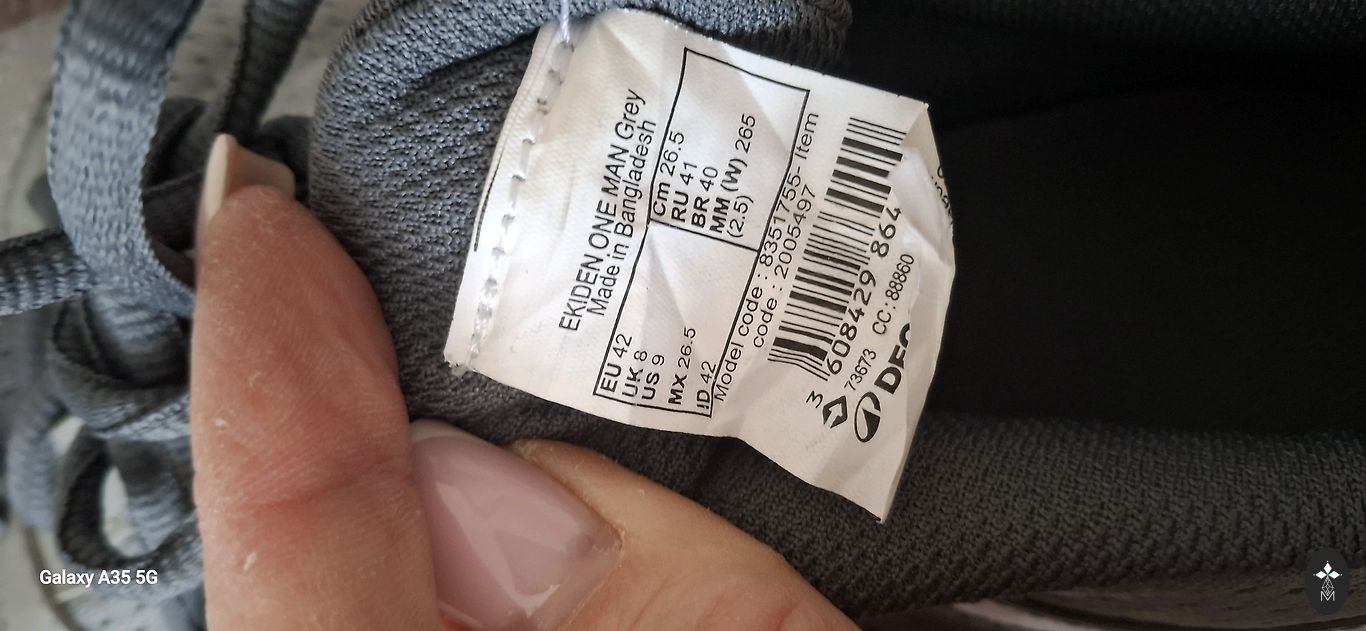 EKIDEN ONE MAN Grey
Made in Bangladesh
EU 42
UK 8
US 9
MX 26.5
ID 42
Cm 26.5
RU 41
BR 40
MM (W) 265
(2.5)
Model code : 8351755- Item
code : 2005497
3 608429 864
73673 CC: 88860
Galaxy A35 5G
M